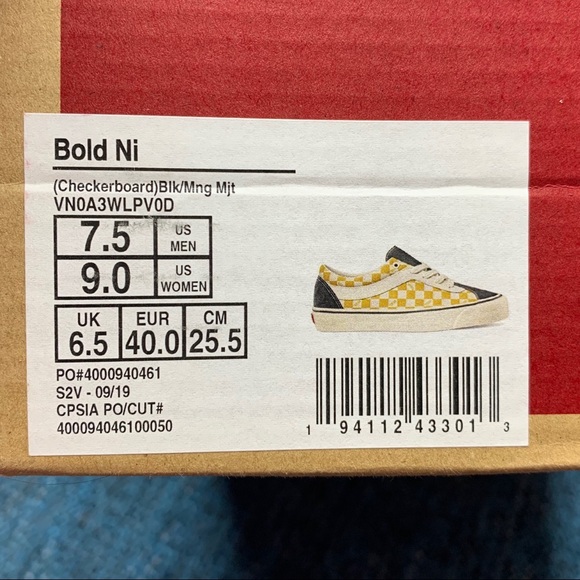 Bold Ni
(Checkerboard)Blk/Mng Mjt
VN0A3WLPV0D
7.5 US MEN
9.0 US WOMEN
UK EUR CM
6.5 40.0 25.5
PO#4000940461
S2V - 09/19
CPSIA PO/CUT#
400094046100050
1 94112 43301 3